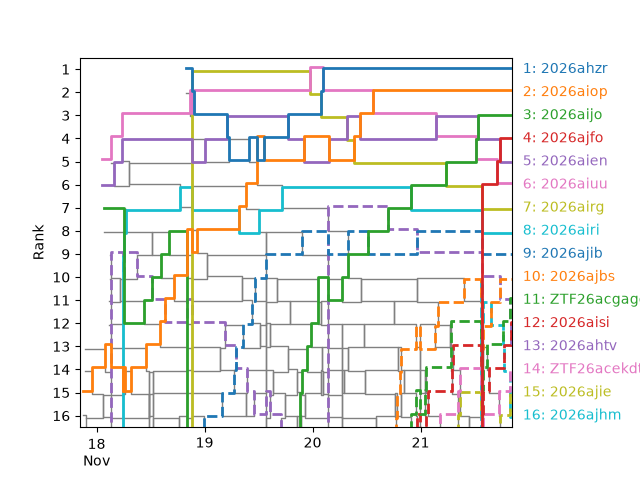 1
2
3
4
5
6
7
8
9
10
11
12
13
14
15
16
Rank
18
19
20
21
Nov
1: 2026ahzr
2: 2026aiop
3: 2026aijo
4: 2026ajfo
5: 2026aien
6: 2026aiuu
7: 2026airg
8: 2026airi
9: 2026ajib
10: 2026ajbs
11: ZTF26acgag
12: 2026aisi
13: 2026ahtv
14: ZTF26acekdt
15: 2026ajie
16: 2026ajhm